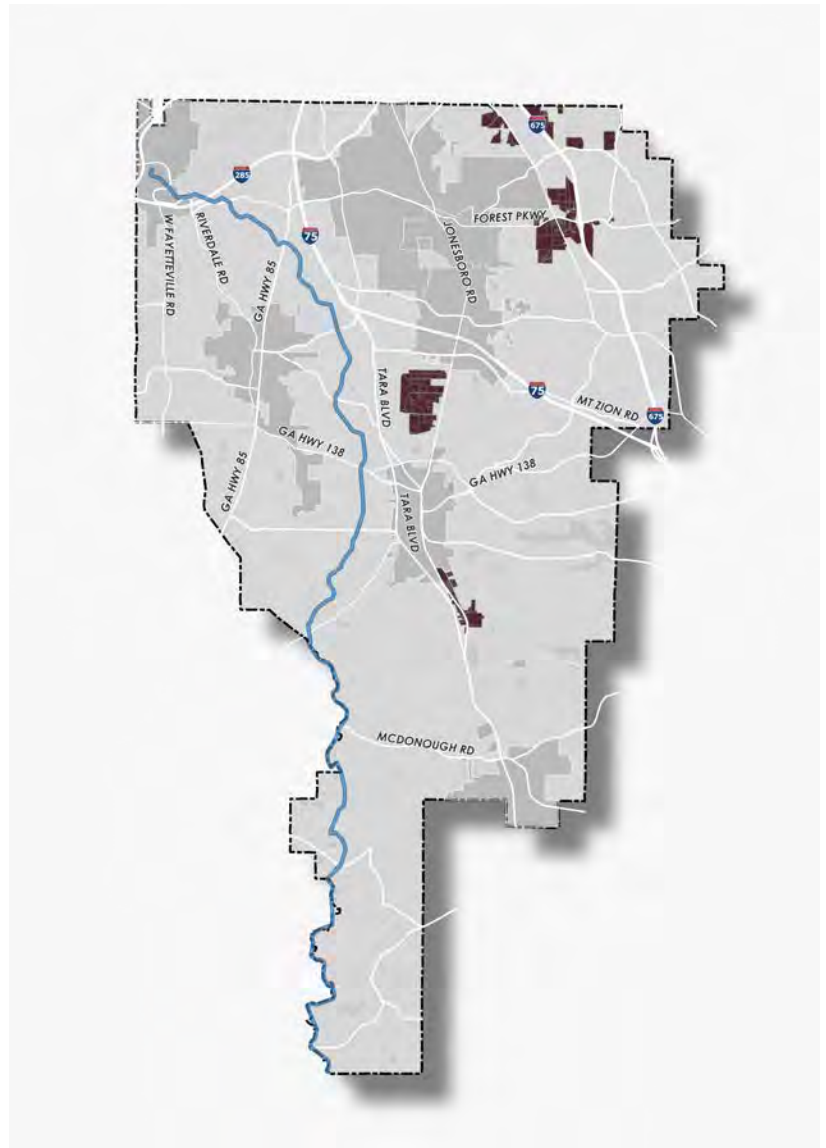 675
285
FOREST PKWY
RIVERDALE RD
W FAYETTEVILLE RD
75
JONESBORO RD
GA HWY 85
TARA BLVD
75
MT ZION RD
675
GA HWY 138
GA HWY 138
GA HWY 85
TARA BLVD
MCDONOUGH RD